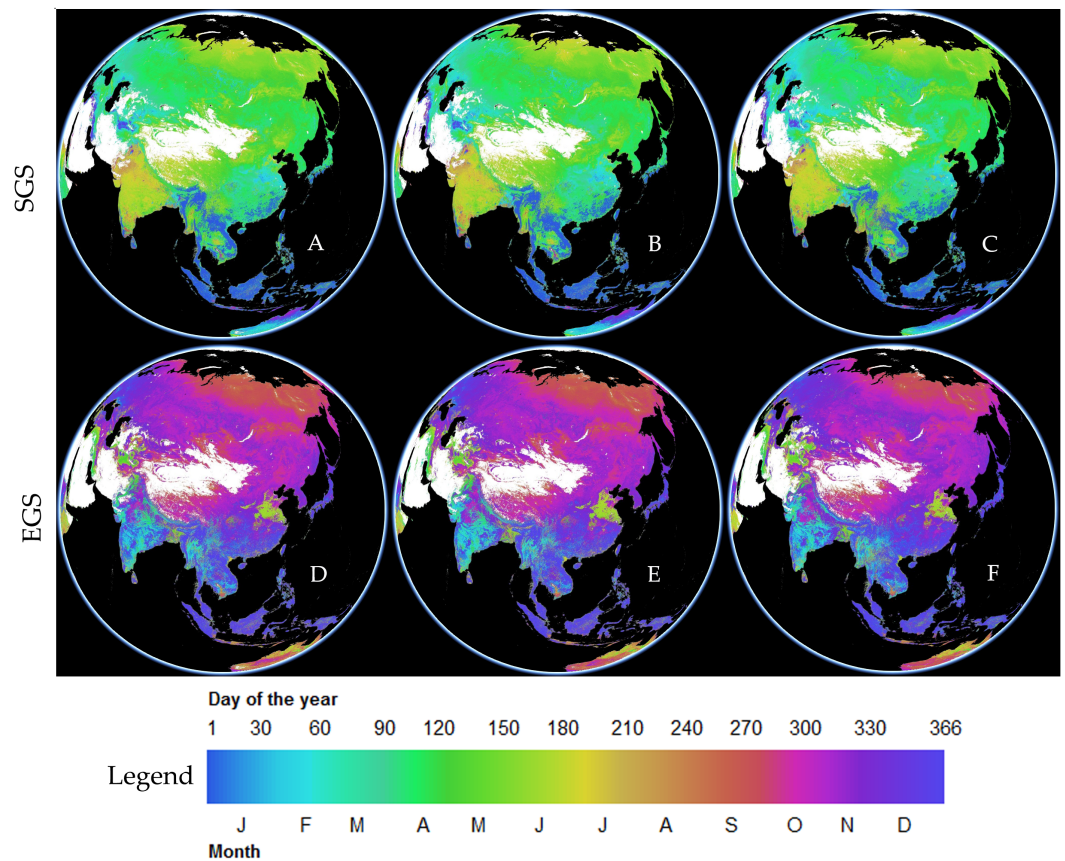 SGS
A
B
C
EGS
D
E
F
Day of the year
1 30 60 90 120 150 180 210 240 270 300 330 366
Legend
J F M A M J J A S O N D
Month